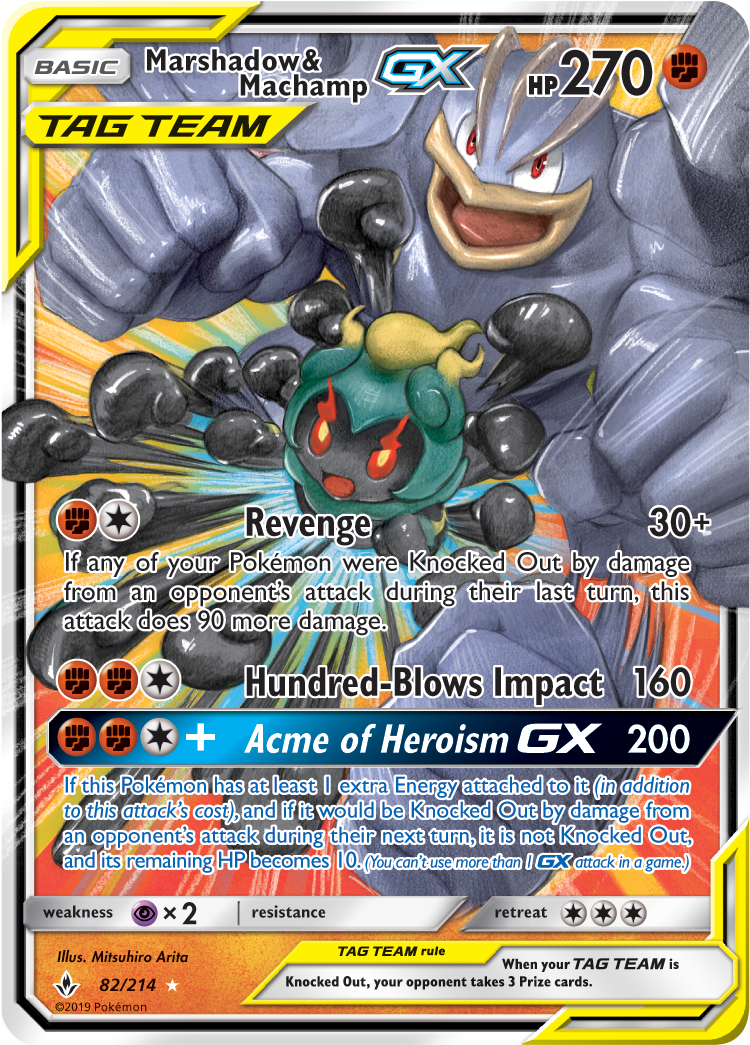 BASIC
Marshadow&
Machamp GX HP270
TAG TEAM
Revenge 30+
If any of your Pokémon were Knocked Out by damage
from an opponent's attack during their last turn, this
attack does 90 more damage.
Hundred-Blows Impact 160
+ Acme of Heroism GX 200
If this Pokémon has at least 1 extra Energy attached to it (in addition
to this attack's cost), and if it would be Knocked Out by damage from
an opponent's attack during their next turn, it is not Knocked Out,
and its remaining HP becomes 10. (You can't use more than 1 GX attack in a game.)
weakness ×2 resistance retreat
Illus. Mitsuhiro Arita
TAG TEAM rule
When your TAG TEAM is
Knocked Out, your opponent takes 3 Prize cards.
82/214
©2019 Pokémon